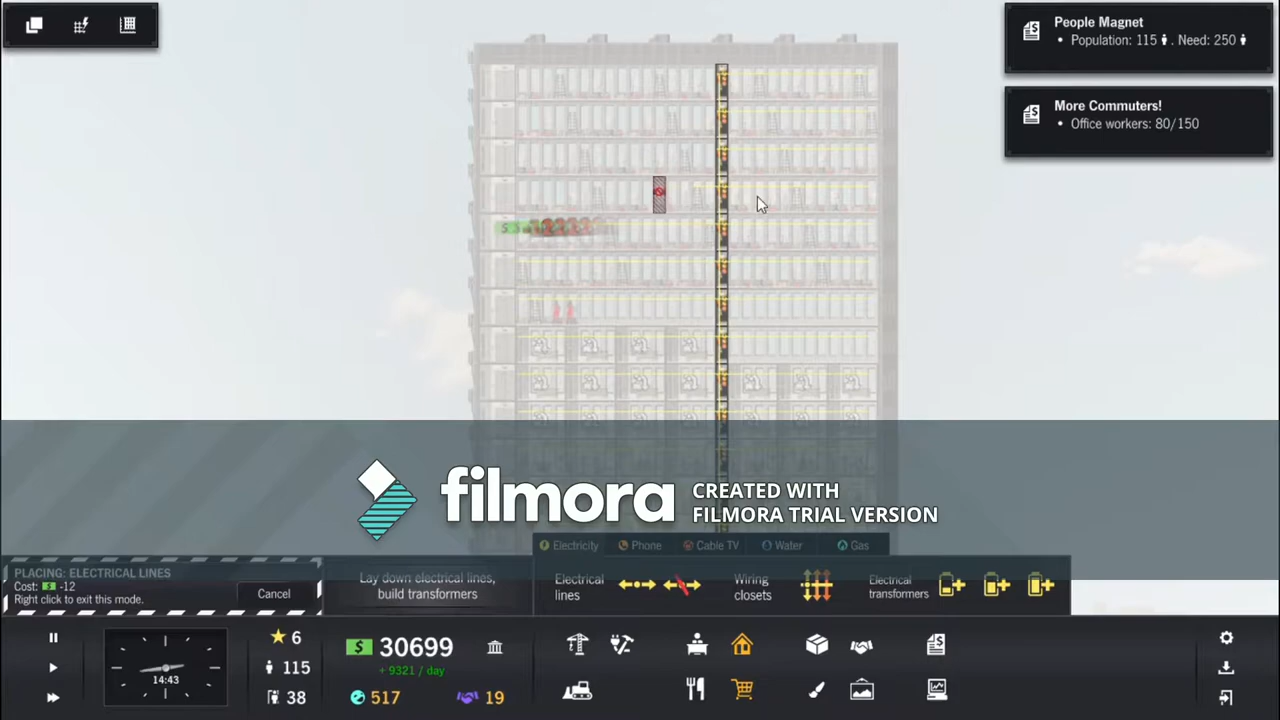 People Magnet
• Population: 115 . Need: 250
More Commuters!
• Office workers: 80/150
filmora CREATED WITH
FILMORA TRIAL VERSION
Electricity Phone Cable TV Water Gas
PLACING: ELECTRICAL LINES
Cost: $ -12
Right click to exit this mode.
Cancel
Lay down electrical lines,
build transformers
Electrical
lines
Wiring
closets
Electrical
transformers
14:43
6
115
38
$ 30699
+ 9321 / day
517
19